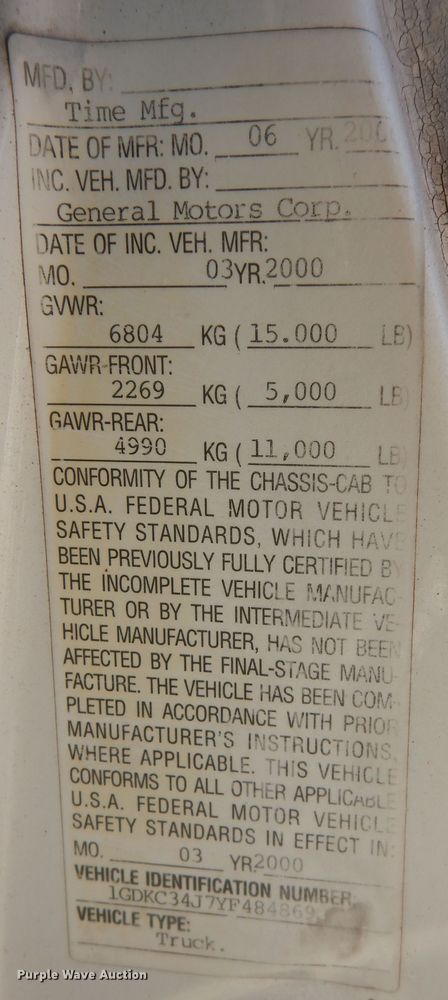 MFD. BY:
Time Mfg.
DATE OF MFR: MO. 06 YR. 200
INC. VEH. MFD. BY:
General Motors Corp.
DATE OF INC. VEH. MFR:
MO. 03 YR. 2000
GVWR:
6804 KG ( 15.000 LB)
GAWR-FRONT:
2269 KG ( 5,000 LB
GAWR-REAR:
4990 KG ( 11,000 LB
CONFORMITY OF THE CHASSIS-CAB TO
U.S.A. FEDERAL MOTOR VEHICLE
SAFETY STANDARDS, WHICH HAVE
BEEN PREVIOUSLY FULLY CERTIFIED BY
THE INCOMPLETE VEHICLE MANUFAC-
TURER OR BY THE INTERMEDIATE VE-
HICLE MANUFACTURER, HAS NOT BEEN
AFFECTED BY THE FINAL-STAGE MANU-
FACTURE. THE VEHICLE HAS BEEN COM-
PLETED IN ACCORDANCE WITH PRIOR
MANUFACTURER'S INSTRUCTIONS,
WHERE APPLICABLE. THIS VEHICLE
CONFORMS TO ALL OTHER APPLICABLE
U.S.A. FEDERAL MOTOR VEHICLE
SAFETY STANDARDS IN EFFECT IN:
MO. 03 YR. 2000
VEHICLE IDENTIFICATION NUMBER
1GDKC34J7YF484869
VEHICLE TYPE:
Truck.
Purple Wave Auction